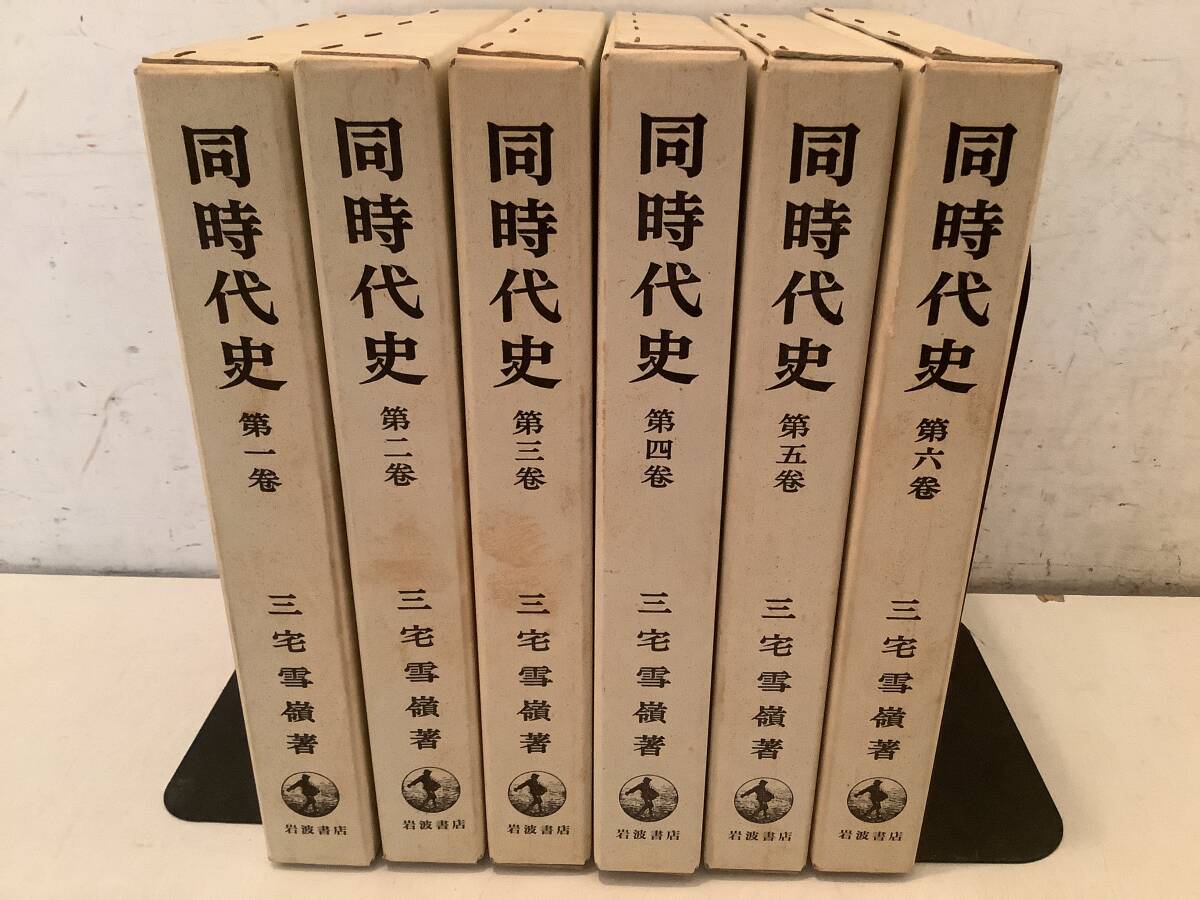 同時代史 第一巻 三宅雪嶺著
岩波書店
同時代史 第二巻 三宅雪嶺著
岩波書店
同時代史 第三巻 三宅雪嶺著
岩波書店
同時代史 第四巻 三宅雪嶺著
岩波書店
同時代史 第五巻 三宅雪嶺著
岩波書店
同時代史 第六巻 三宅雪嶺著
岩波書店